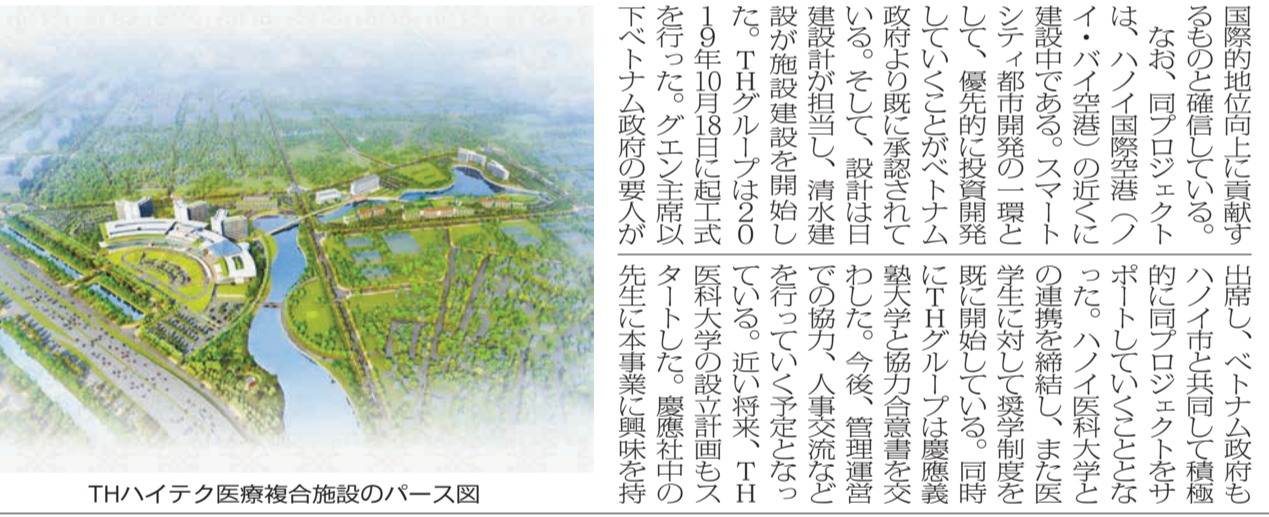 国際的地位向上に貢献す
るものと確信している。
なお、同プロジェクト
は、ハノイ国際空港（ノ
イ・バイ空港）の近くに
建設中である。スマート
シティ都市開発の一環と
して、優先的に投資開発
していくことがベトナム
政府より既に承認されて
いる。そして、設計は日
建設計が担当し、清水建
設が施設建設を開始し
た。THグループは20
19年10月18日に起工式
を行った。グエン主席以
下ベトナム政府の要人が
出席し、ベトナム政府も
ハノイ市と共同して積極
的に同プロジェクトをサ
ポートしていくこととな
った。ハノイ医科大学と
の連携を締結し、また医
学生に対して奨学制度を
既に開始している。同時
にTHグループは慶應義
塾大学と協力合意書を交
わした。今後、管理運営
での協力、人事交流など
を行っていく予定となっ
ている。近い将来、TH
医科大学の設立計画もス
タートした。慶應社中の
先生に本事業に興味を持
THハイテク医療複合施設のパース図